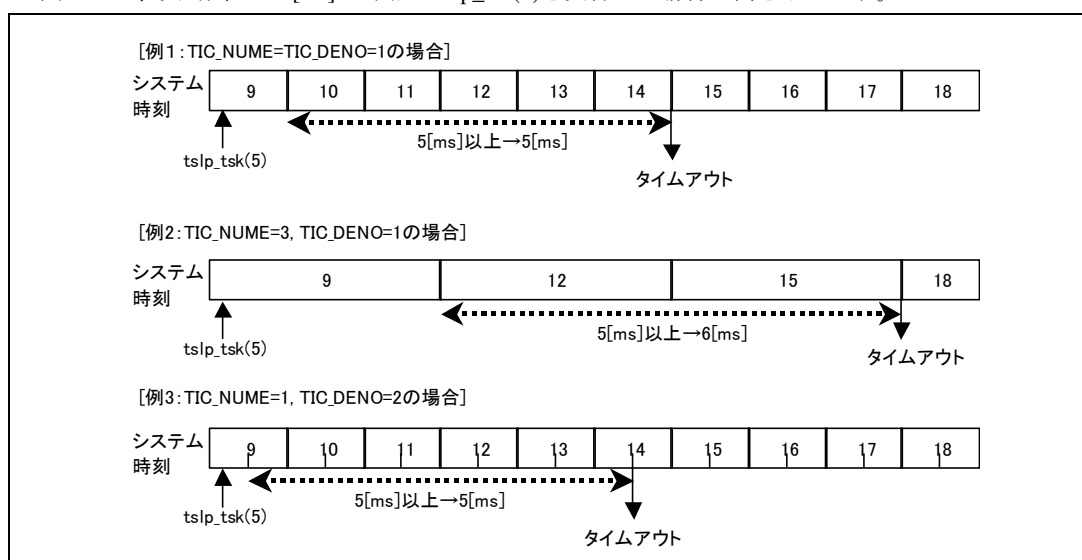 [例1:TIC_NUME=TIC_DENO=1の場合]
システム時刻 9 10 11 12 13 14 15 16 17 18
5[ms]以上→5[ms]
tslp_tsk(5)
タイムアウト
[例2:TIC_NUME=3, TIC_DENO=1の場合]
システム時刻 9 12 15 18
5[ms]以上→6[ms]
tslp_tsk(5)
タイムアウト
[例3:TIC_NUME=1, TIC_DENO=2の場合]
システム時刻 9 10 11 12 13 14 15 16 17 18
5[ms]以上→5[ms]
tslp_tsk(5)
タイムアウト